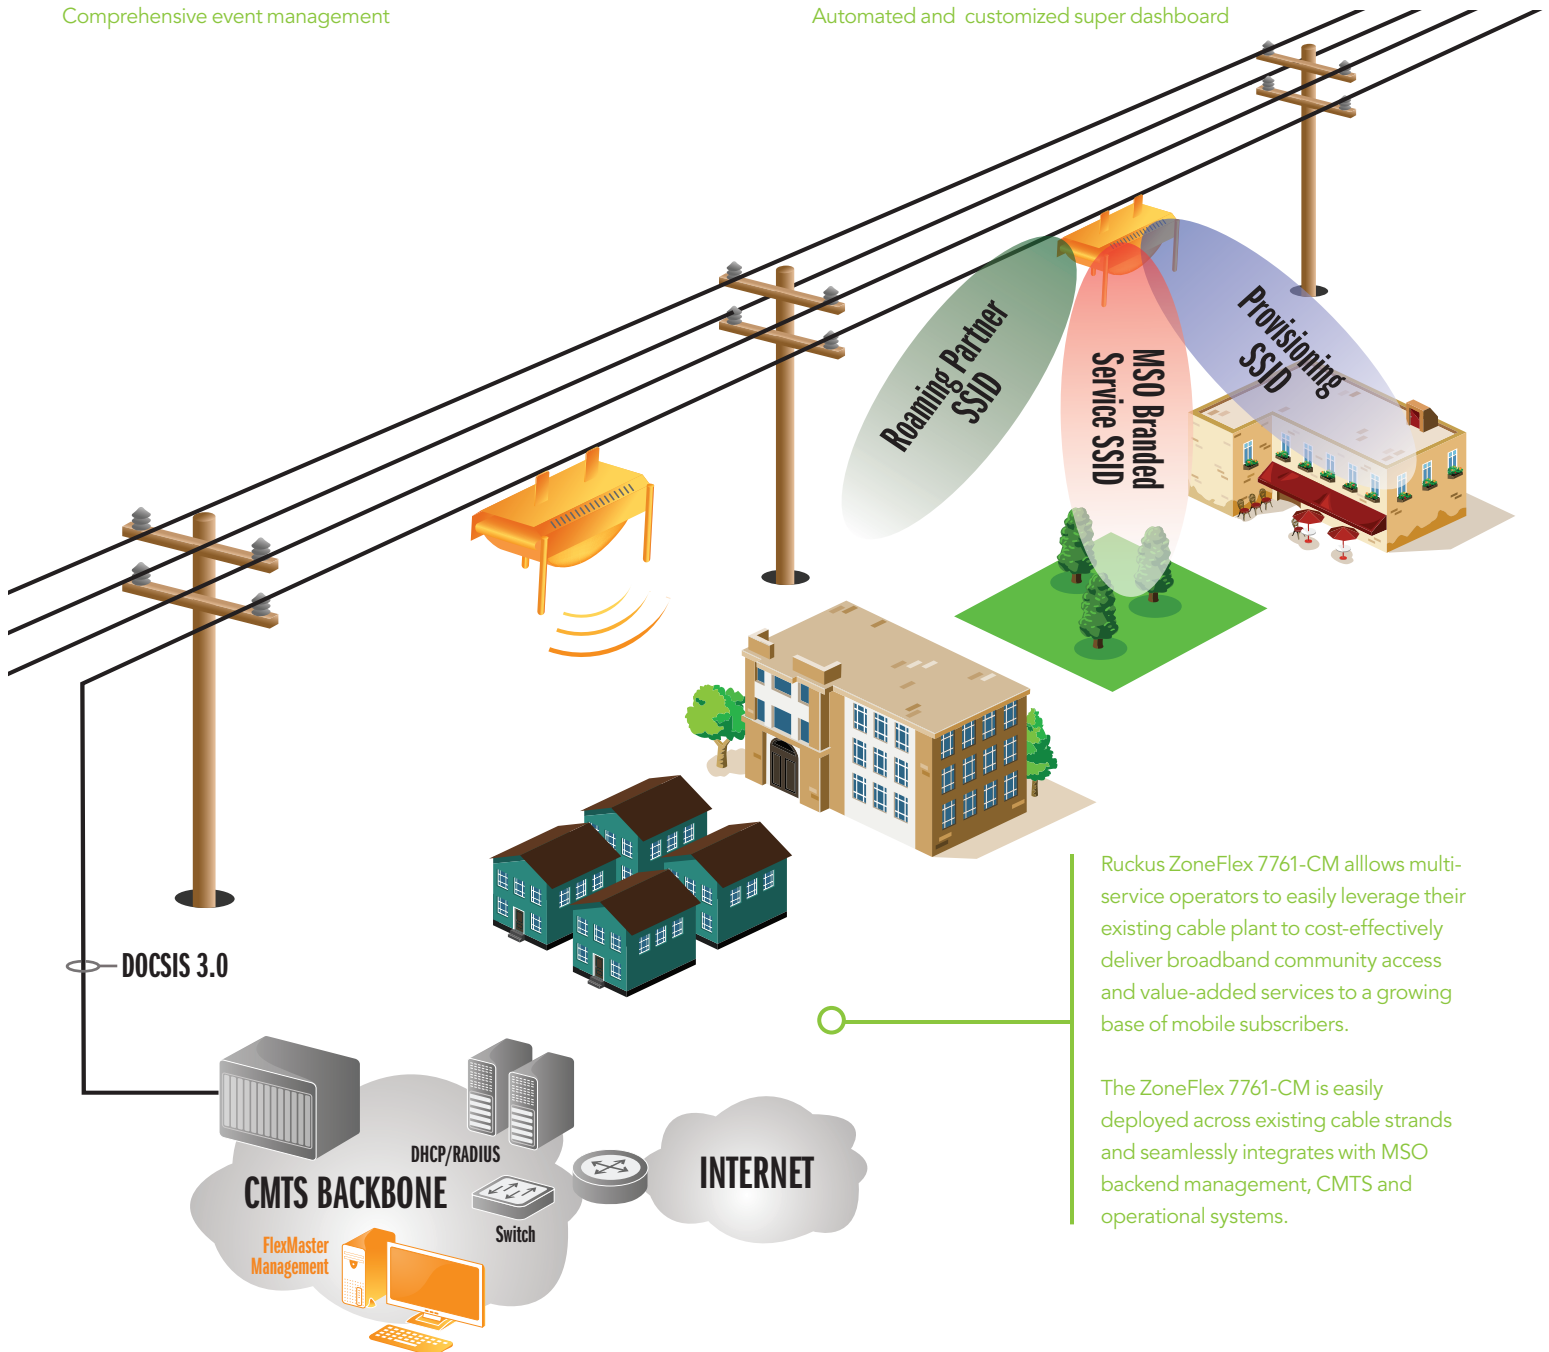 Comprehensive event management
Automated and customized super dashboard
Roaming Partner
SSID
MSO Branded
Service SSID
Provisioning
SSID
Ruckus ZoneFlex 7761-CM alllows multi-
service operators to easily leverage their
existing cable plant to cost-effectively
deliver broadband community access
and value-added services to a growing
base of mobile subscribers.
The ZoneFlex 7761-CM is easily
deployed across existing cable strands
and seamlessly integrates with MSO
backend management, CMTS and
operational systems.
DOCSIS 3.0
DHCP/RADIUS
CMTS BACKBONE
INTERNET
Switch
FlexMaster
Management